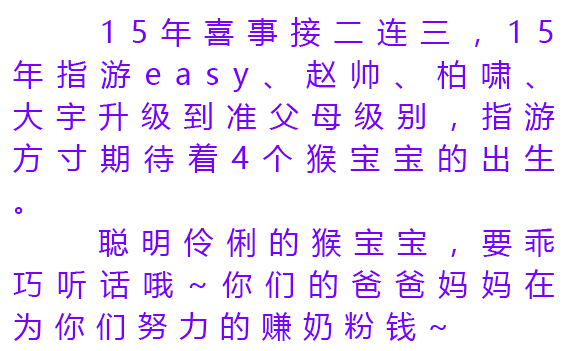 15年喜事接二连三,15
年指游easy、赵帅、柏啸、
大宇升级到准父母级别,指游
方寸期待着4个猴宝宝的出生
。
聪明伶俐的猴宝宝,要乖
巧听话哦~你们的爸爸妈妈在
为你们努力的赚奶粉钱~